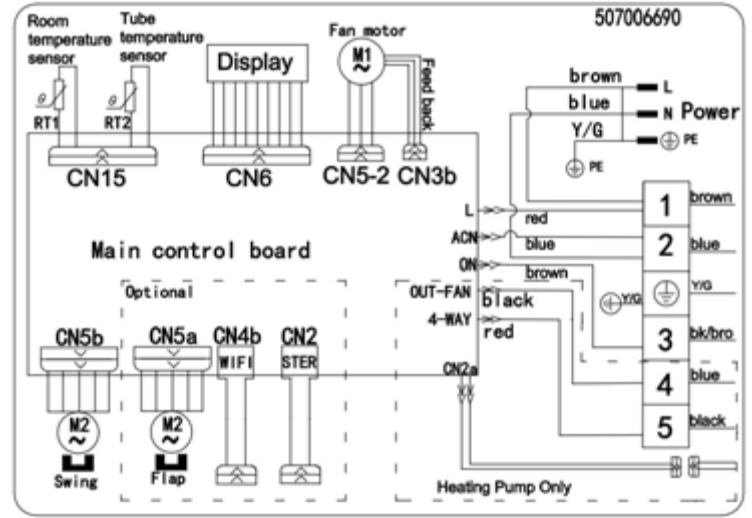 507006690
Room
temperature
sensor
Tube
temperature
sensor
Fan motor
M1
~
Display
Feed back
RT1
RT2
θ
θ
CN15
CN6
CN5-2
CN3b
brown
L
blue
N
Power
Y/G
PE
PE
L
red
1
brown
ACN
blue
2
blue
ON
brown
Y/G
Y/G
OUT-FAN
black
3
bk/bro
4-WAY
red
4
blue
5
black
CN2a
Main control board
Optional
CN5b
CN5a
CN4b
CN2
WIFI
STER
M2
~
M2
~
Swing
Flap
Heating Pump Only